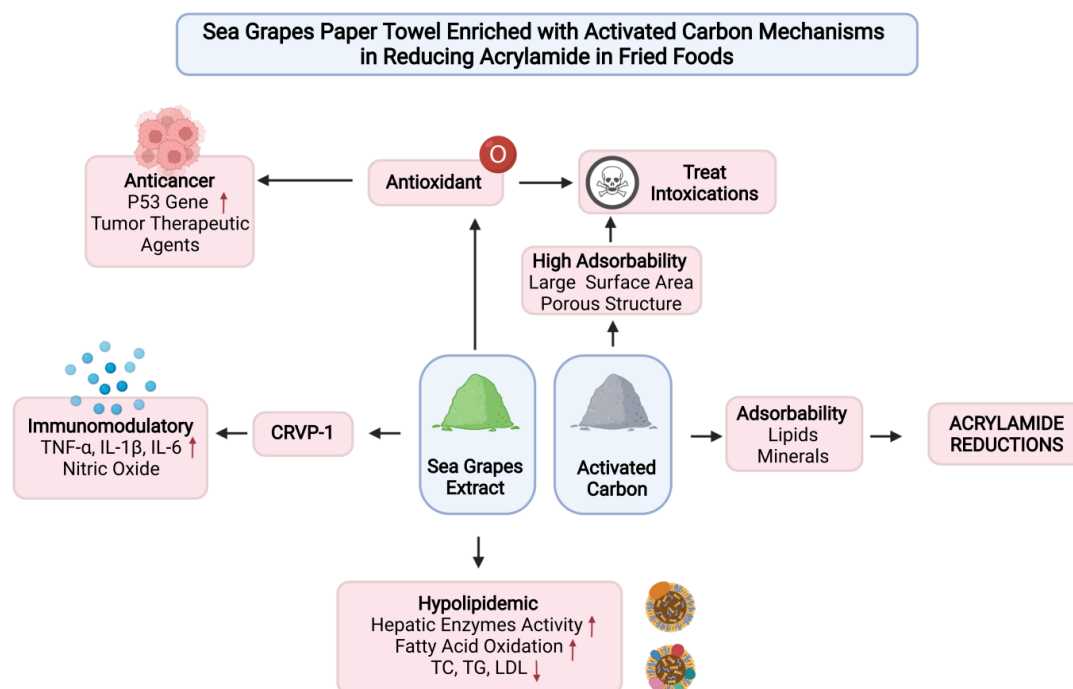 Sea Grapes Paper Towel Enriched with Activated Carbon Mechanisms
in Reducing Acrylamide in Fried Foods
Anticancer
P53 Gene ↑
Tumor Therapeutic
Agents
Antioxidant
O
Treat
Intoxications
High Adsorbability
Large Surface Area
Porous Structure
Immunomodulatory
TNF-α, IL-1β, IL-6 ↑
Nitric Oxide
CRVP-1
Sea Grapes
Extract
Activated
Carbon
Adsorbability
Lipids
Minerals
ACRYLAMIDE
REDUCTIONS
Hypolipidemic
Hepatic Enzymes Activity ↑
Fatty Acid Oxidation ↑
TC, TG, LDL ↓